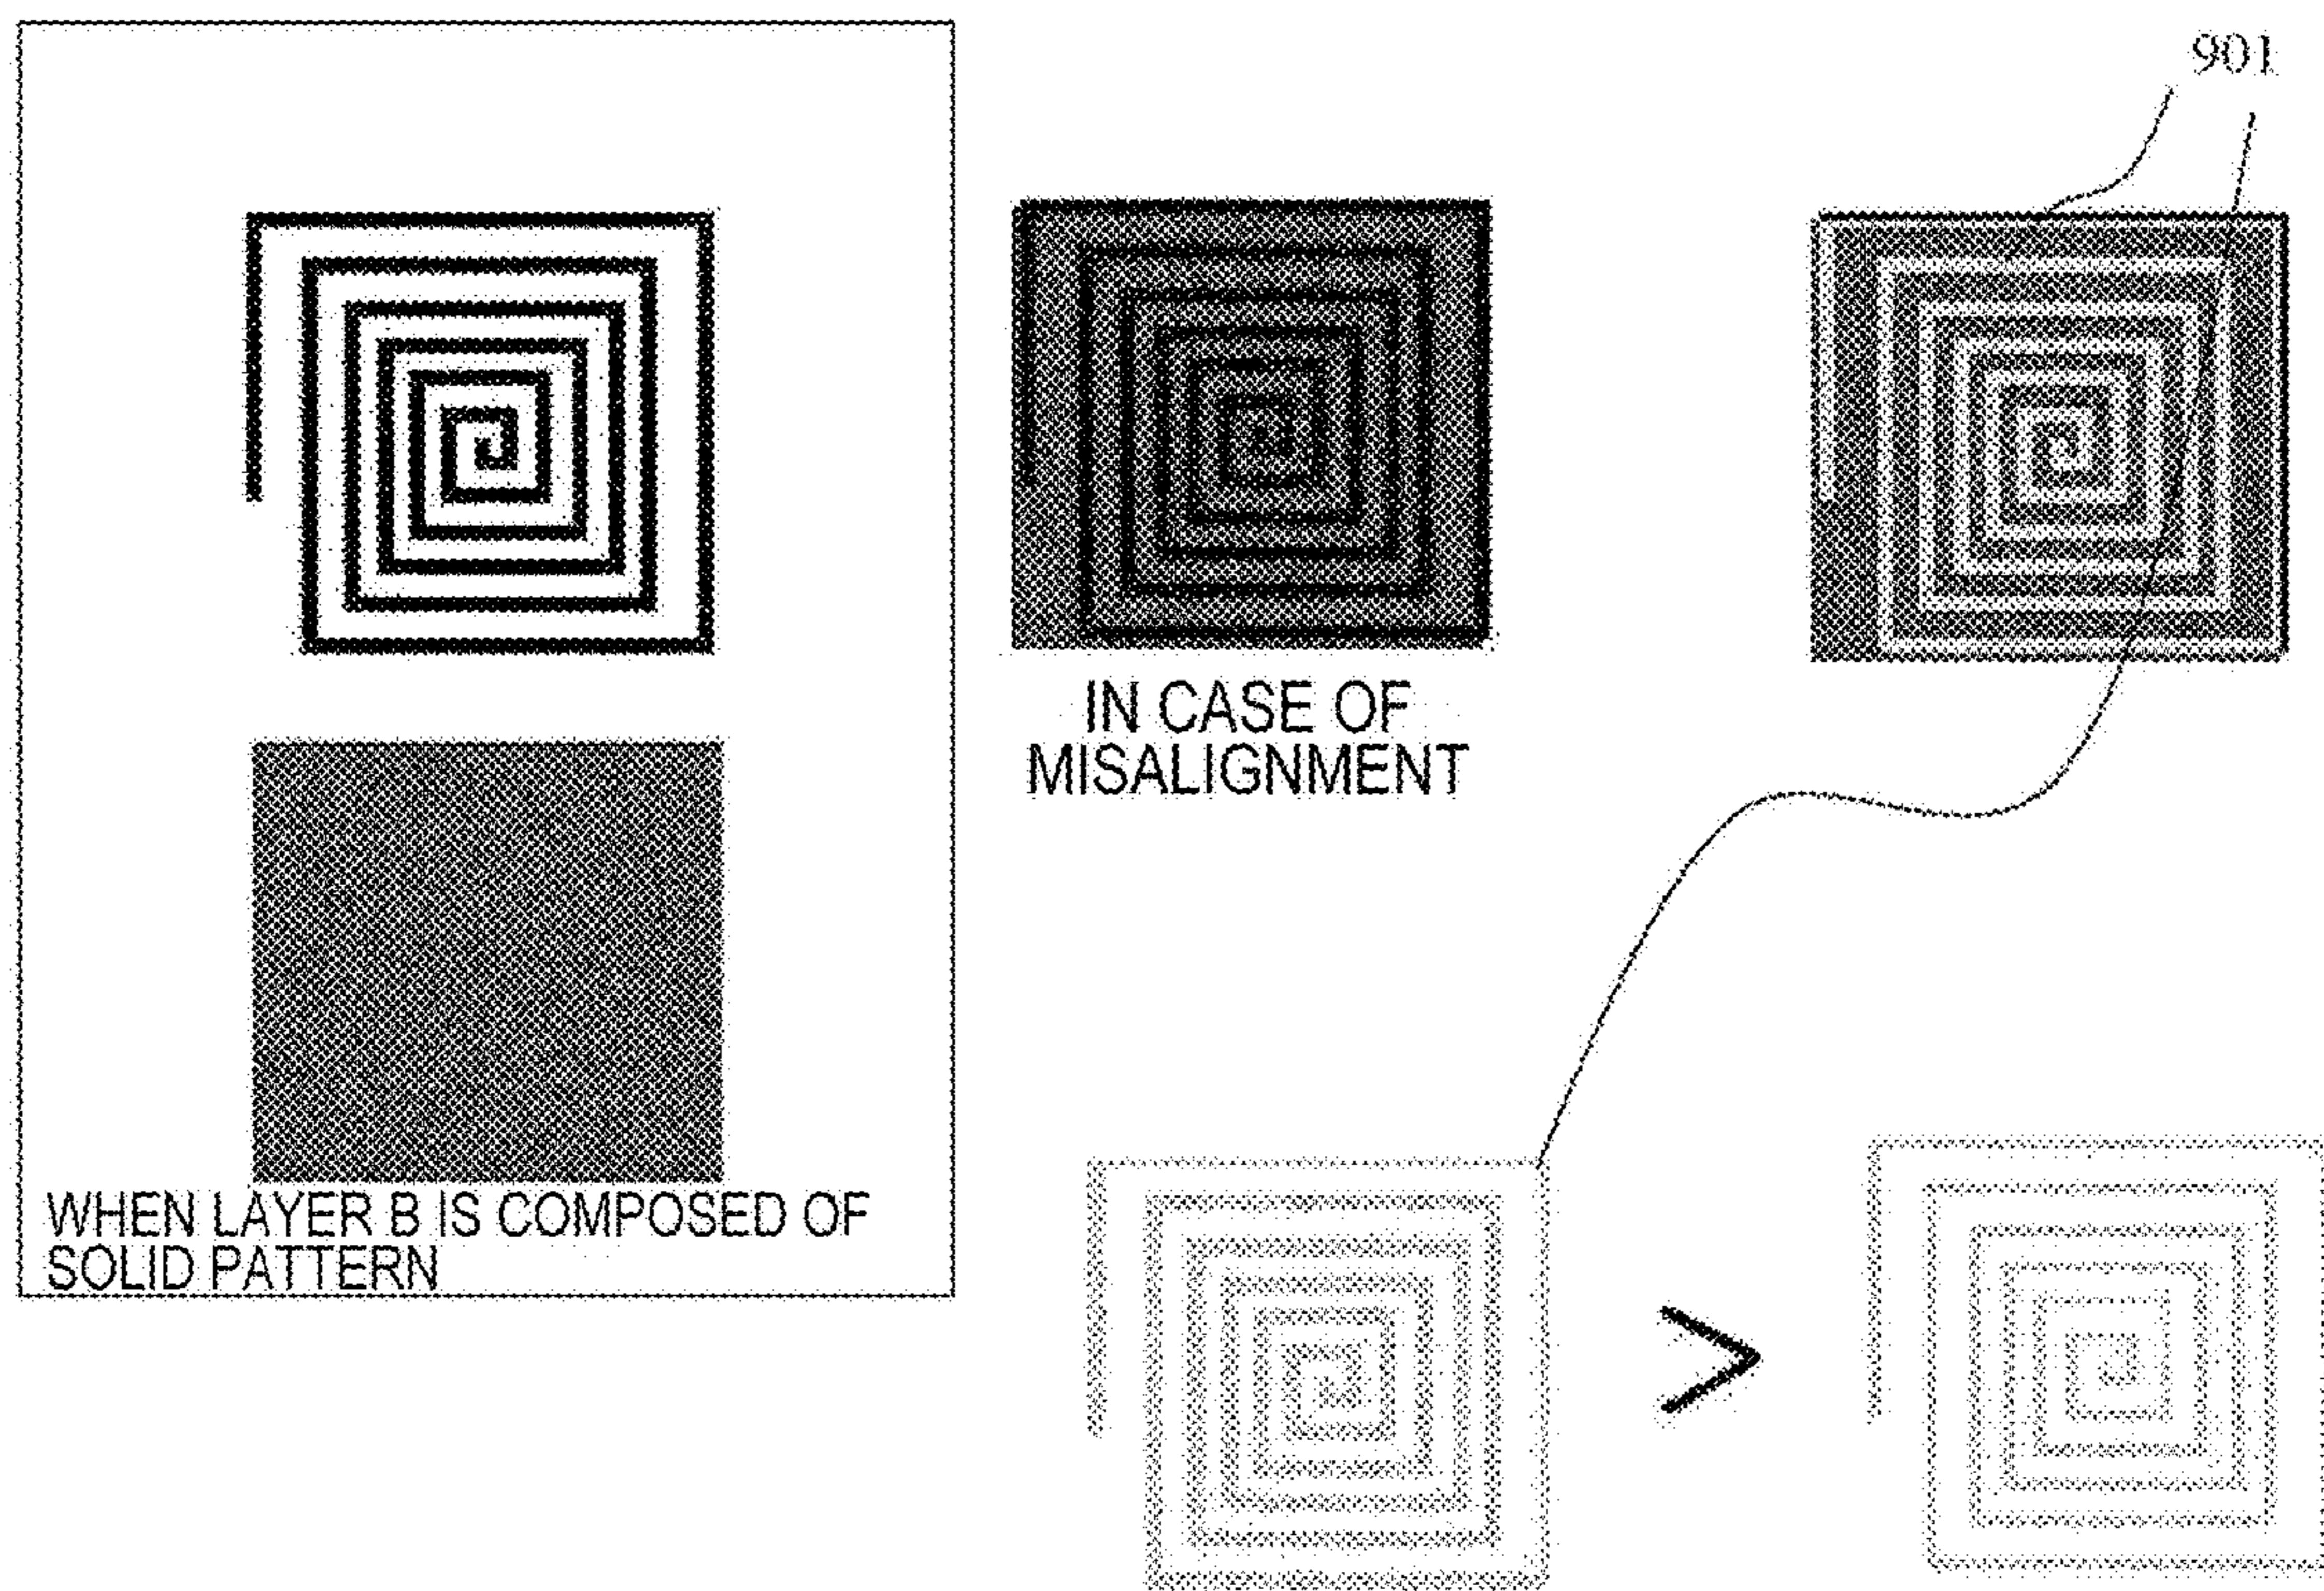 901
IN CASE OF
MISALIGNMENT
WHEN LAYER B IS COMPOSED OF
SOLID PATTERN
>